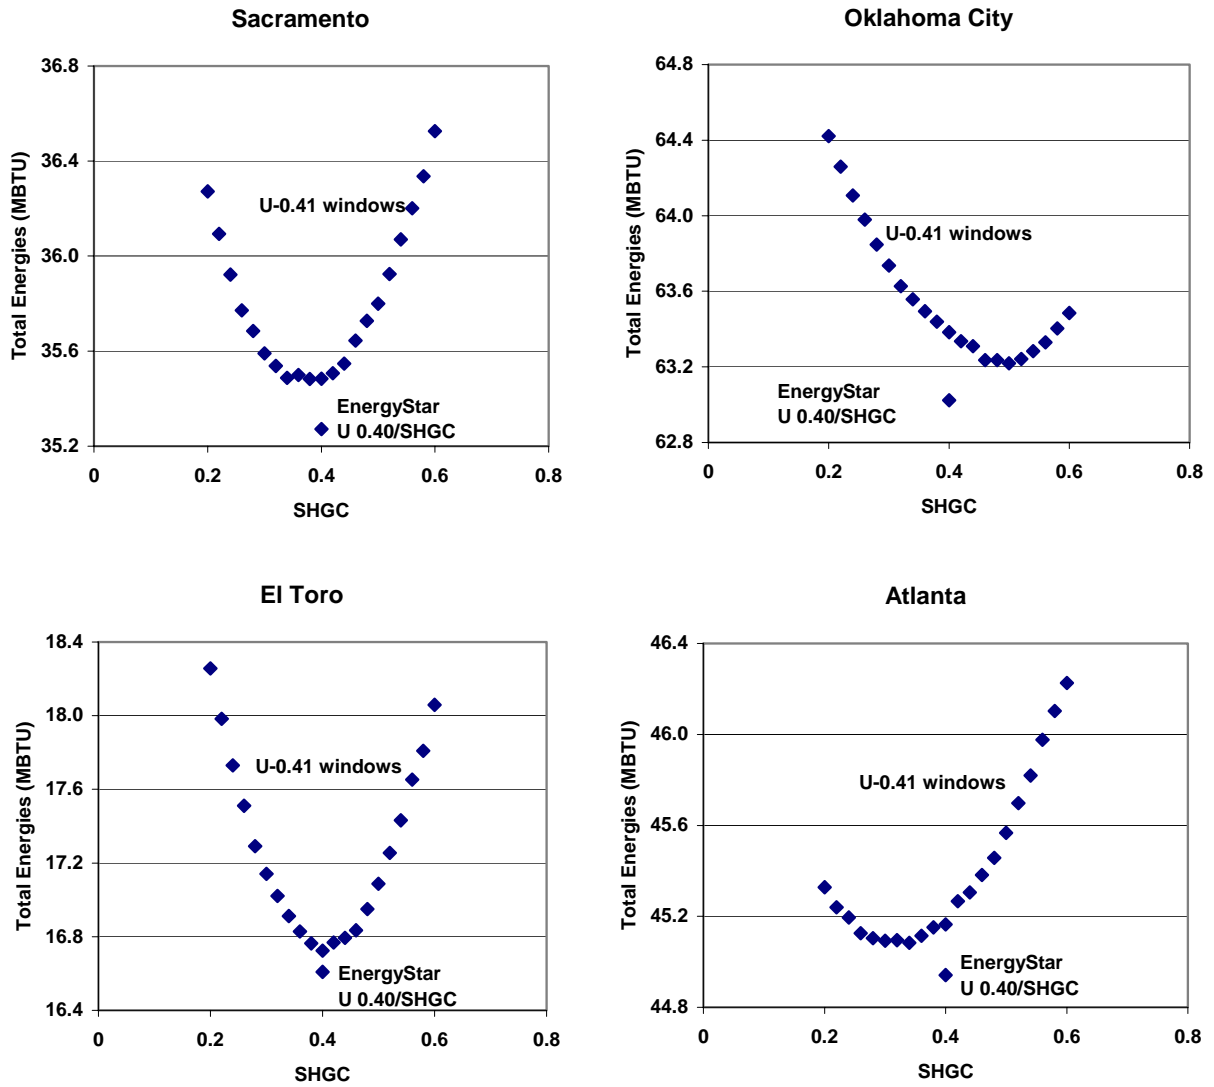 Sacramento
Total Energies (MBTU)
36.8
36.4
36.0
35.6
35.2
U-0.41 windows
EnergyStar
U 0.40/SHGC
0 0.2 0.4 0.6 0.8
SHGC
Oklahoma City
Total Energies (MBTU)
64.8
64.4
64.0
63.6
63.2
62.8
U-0.41 windows
EnergyStar
U 0.40/SHGC
0 0.2 0.4 0.6 0.8
SHGC
El Toro
Total Energies (MBTU)
18.4
18.0
17.6
17.2
16.8
16.4
U-0.41 windows
EnergyStar
U 0.40/SHGC
0 0.2 0.4 0.6 0.8
SHGC
Atlanta
Total Energies (MBTU)
46.4
46.0
45.6
45.2
44.8
U-0.41 windows
EnergyStar
U 0.40/SHGC
0 0.2 0.4 0.6 0.8
SHGC